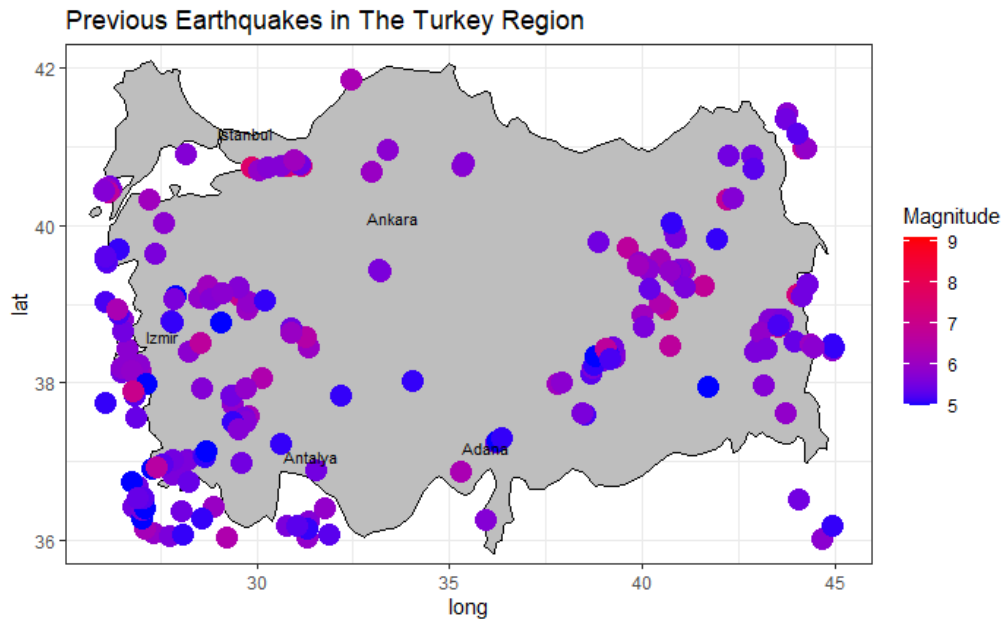 Previous Earthquakes in The Turkey Region
42
40
38
36
lat
Istanbul
Ankara
Izmir
Antalya
Adana
30
35
40
45
long
Magnitude
9
8
7
6
5